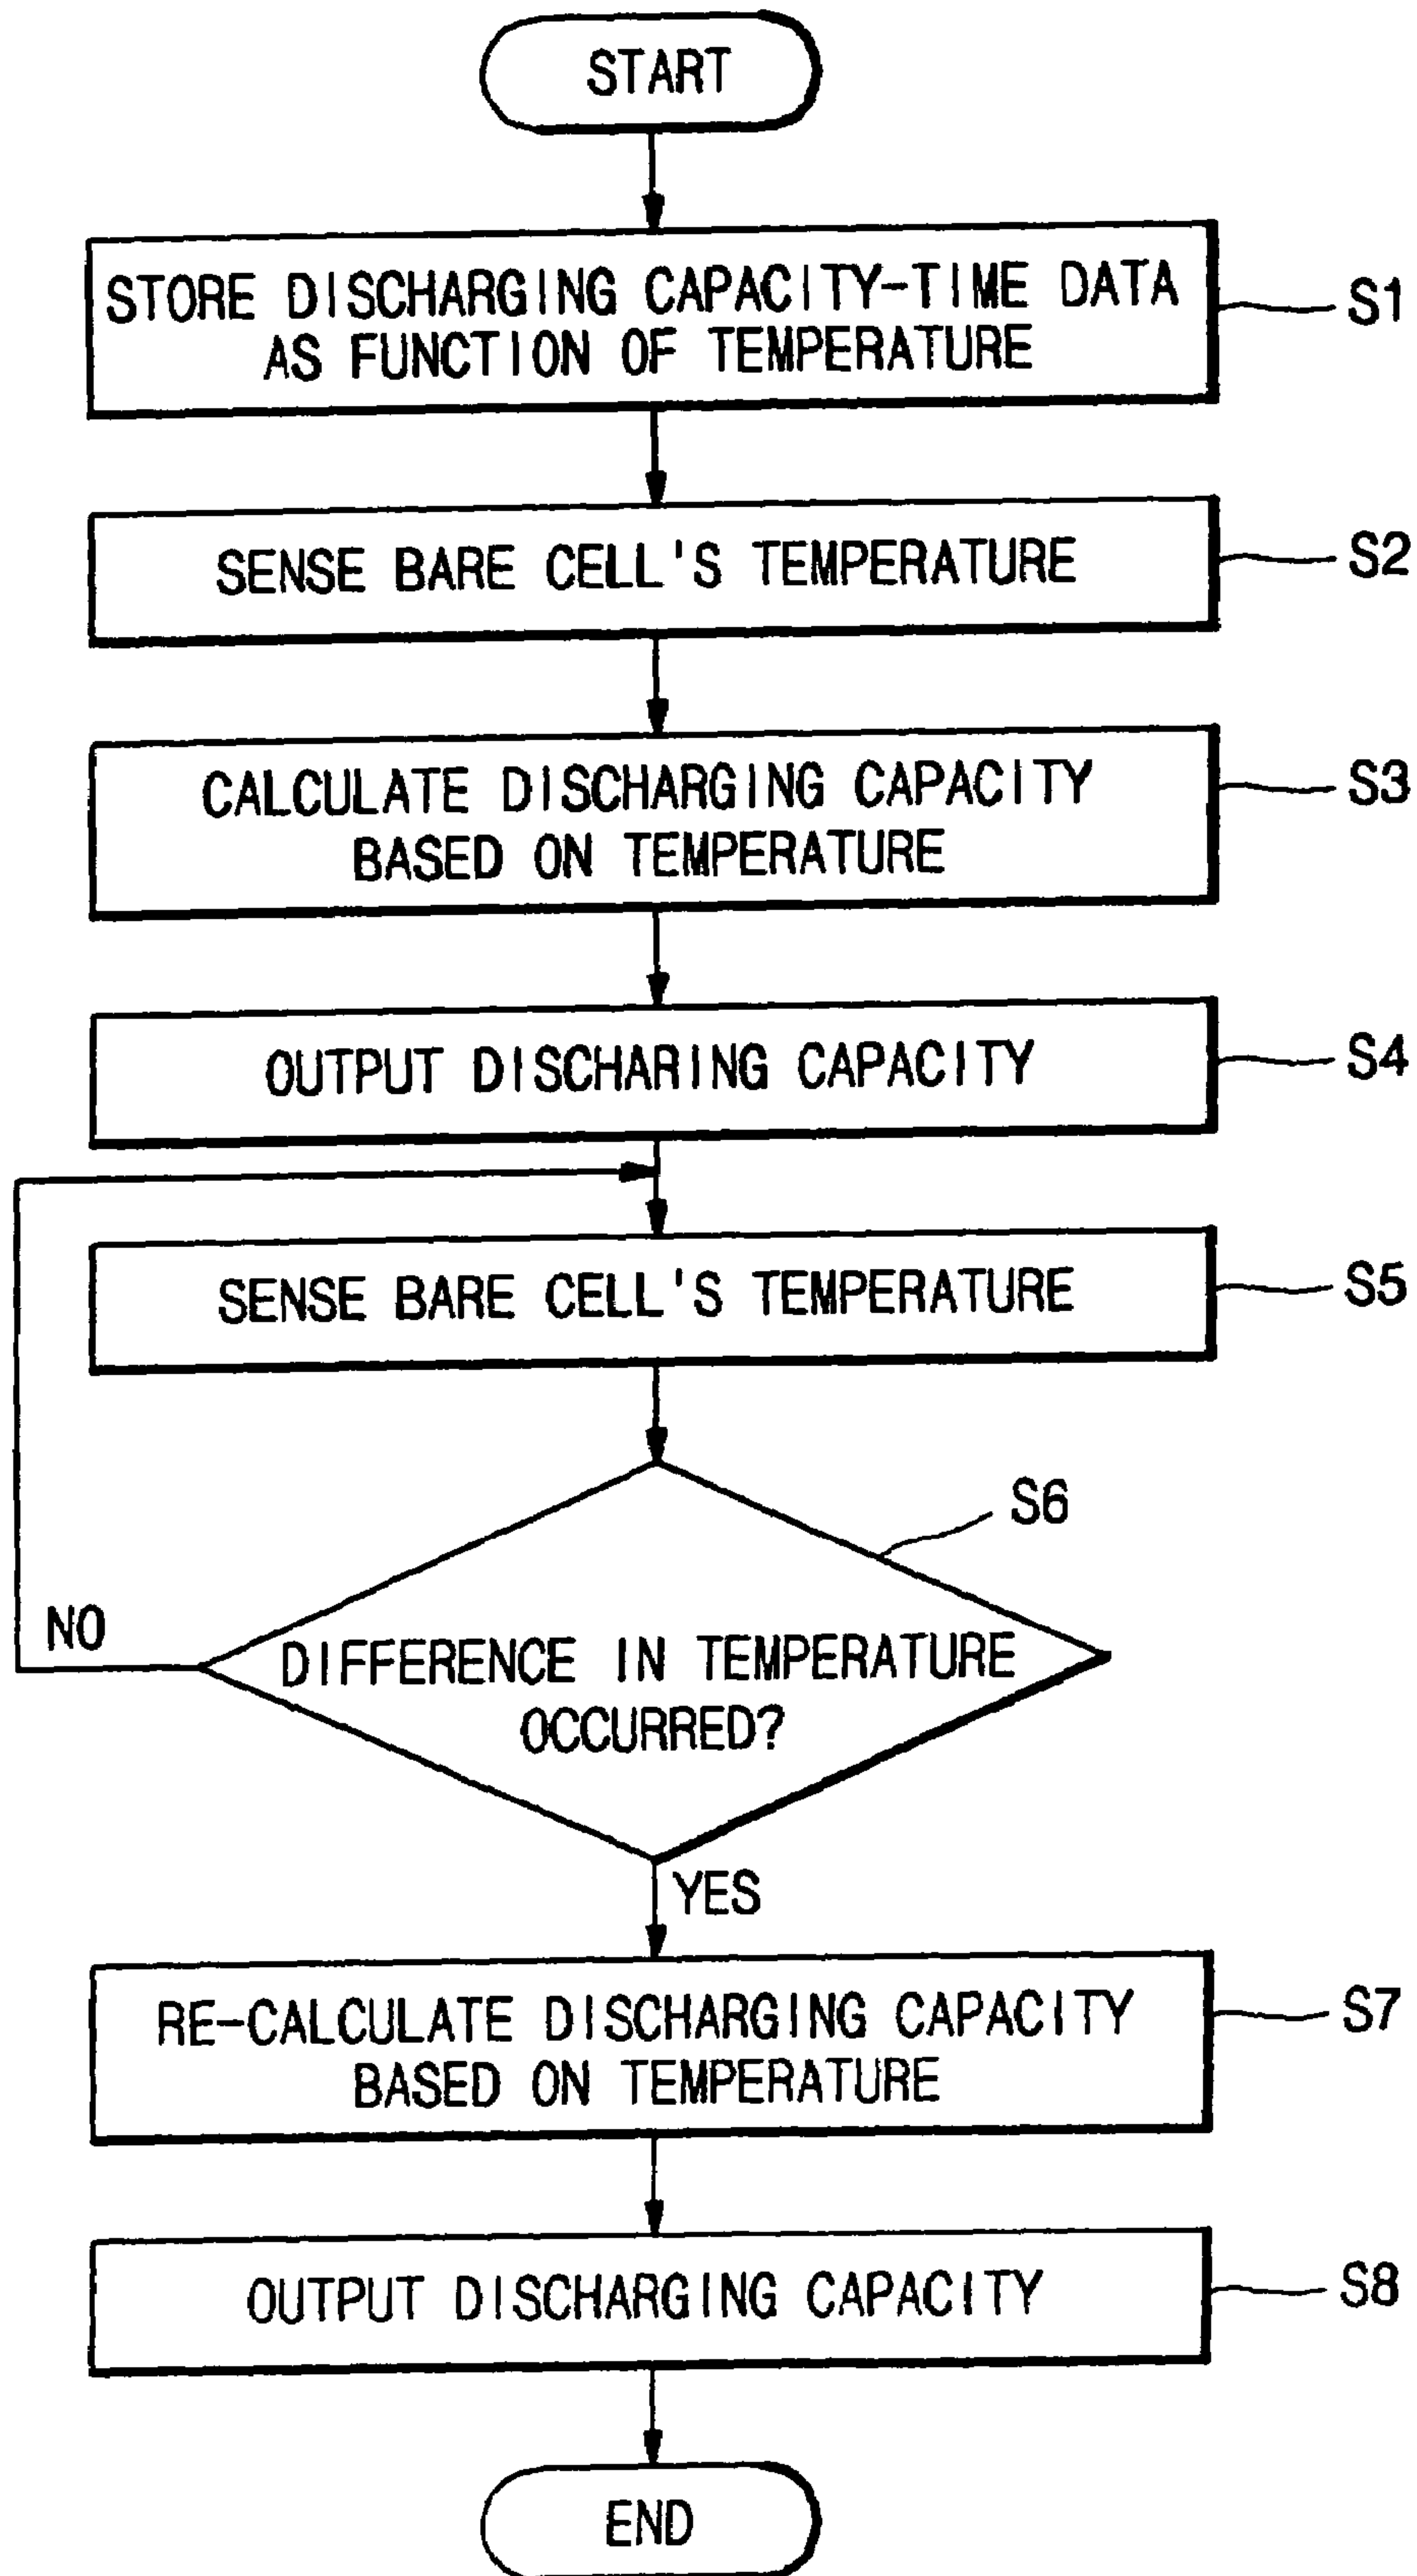 START
STORE DISCHARGING CAPACITY-TIME DATA
AS FUNCTION OF TEMPERATURE
S1
SENSE BARE CELL'S TEMPERATURE
S2
CALCULATE DISCHARGING CAPACITY
BASED ON TEMPERATURE
S3
OUTPUT DISCHARING CAPACITY
S4
SENSE BARE CELL'S TEMPERATURE
S5
S6
DIFFERENCE IN TEMPERATURE
OCCURRED?
NO
YES
RE-CALCULATE DISCHARGING CAPACITY
BASED ON TEMPERATURE
S7
OUTPUT DISCHARGING CAPACITY
S8
END